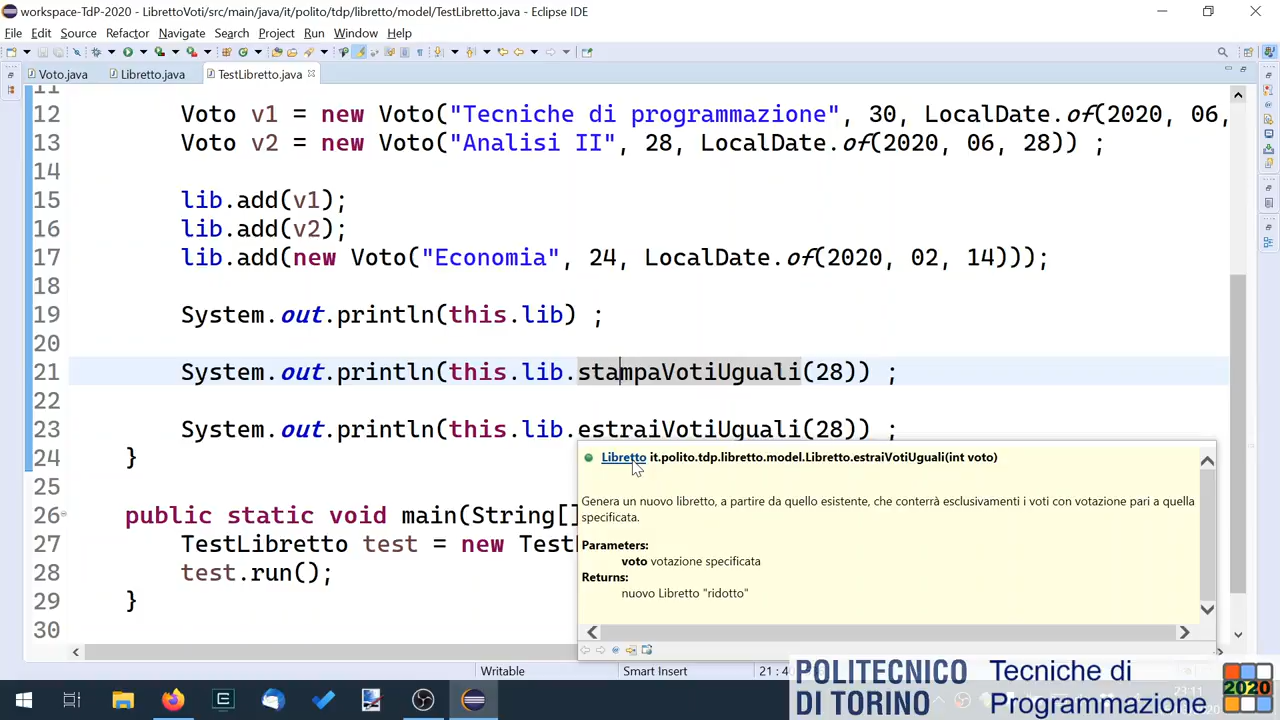 workspace-TdP-2020 - LibrettoVoti/src/main/java/it/polito/tdp/libretto/model/TestLibretto.java - Eclipse IDE
File Edit Source Refactor Navigate Search Project Run Window Help
Voto.java Libretto.java TestLibretto.java
11
12 Voto v1 = new Voto("Tecniche di programmazione", 30, LocalDate.of(2020, 06,
13 Voto v2 = new Voto("Analisi II", 28, LocalDate.of(2020, 06, 28)) ;
14
15 lib.add(v1);
16 lib.add(v2);
17 lib.add(new Voto("Economia", 24, LocalDate.of(2020, 02, 14)));
18
19 System.out.println(this.lib) ;
20
21 System.out.println(this.lib.stampaVotiUguali(28)) ;
22
23 System.out.println(this.lib.estraiVotiUguali(28)) ;
24 }
25
26 public static void main(String[]
27 TestLibretto test = new TestL
28 test.run();
29 }
30
Libretto it.polito.tdp.libretto.model.Libretto.estraiVotiUguali(int voto)
Genera un nuovo libretto, a partire da quello esistente, che conterrà esclusivamenti i voti con votazione pari a quella
specificata.
Parameters:
voto votazione specificata
Returns:
nuovo Libretto "ridotto"
Writable Smart Insert
POLITECNICO
DI TORINO
Tecniche di
Programmazione
2020
23:11